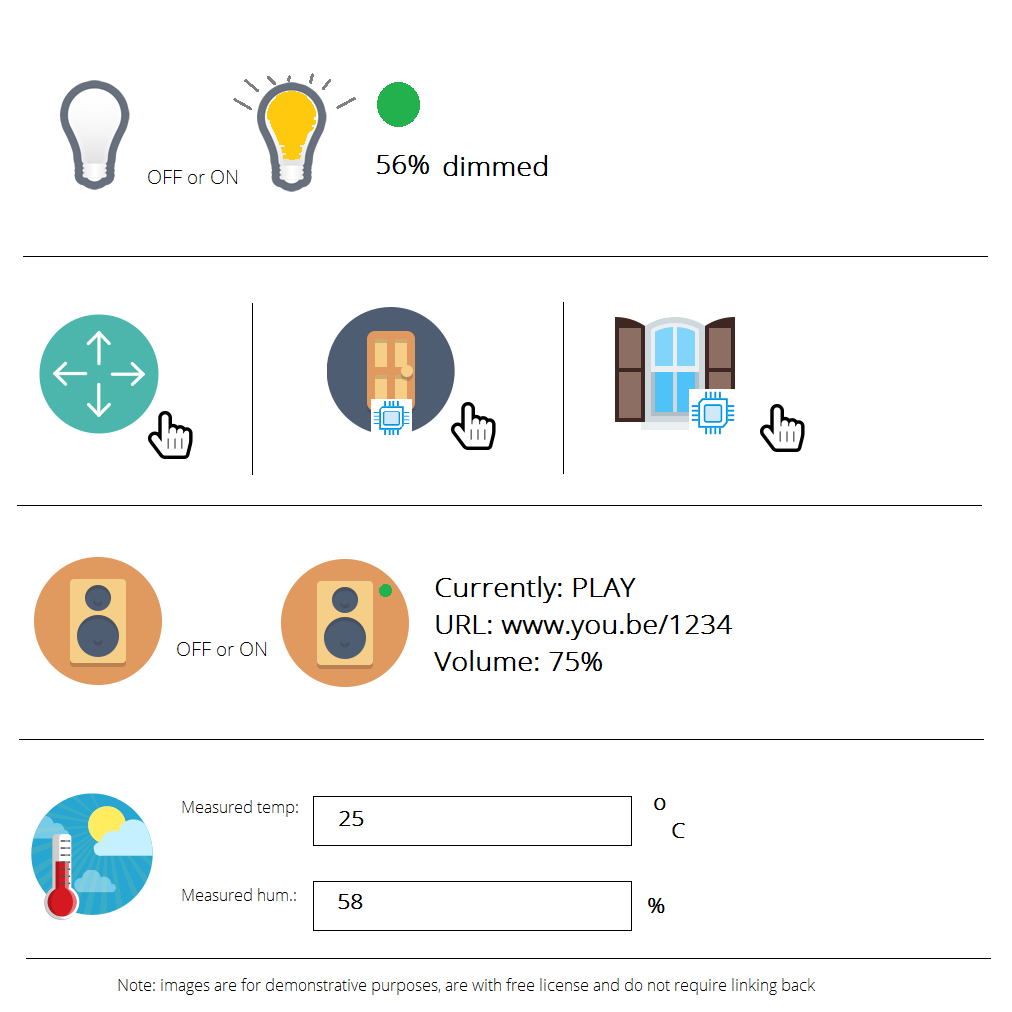 OFF or ON
56% dimmed
OFF or ON
Currently: PLAY
URL: www.you.be/1234
Volume: 75%
Measured temp: 25 o
C
Measured hum.: 58 %
Note: images are for demonstrative purposes, are with free license and do not require linking back